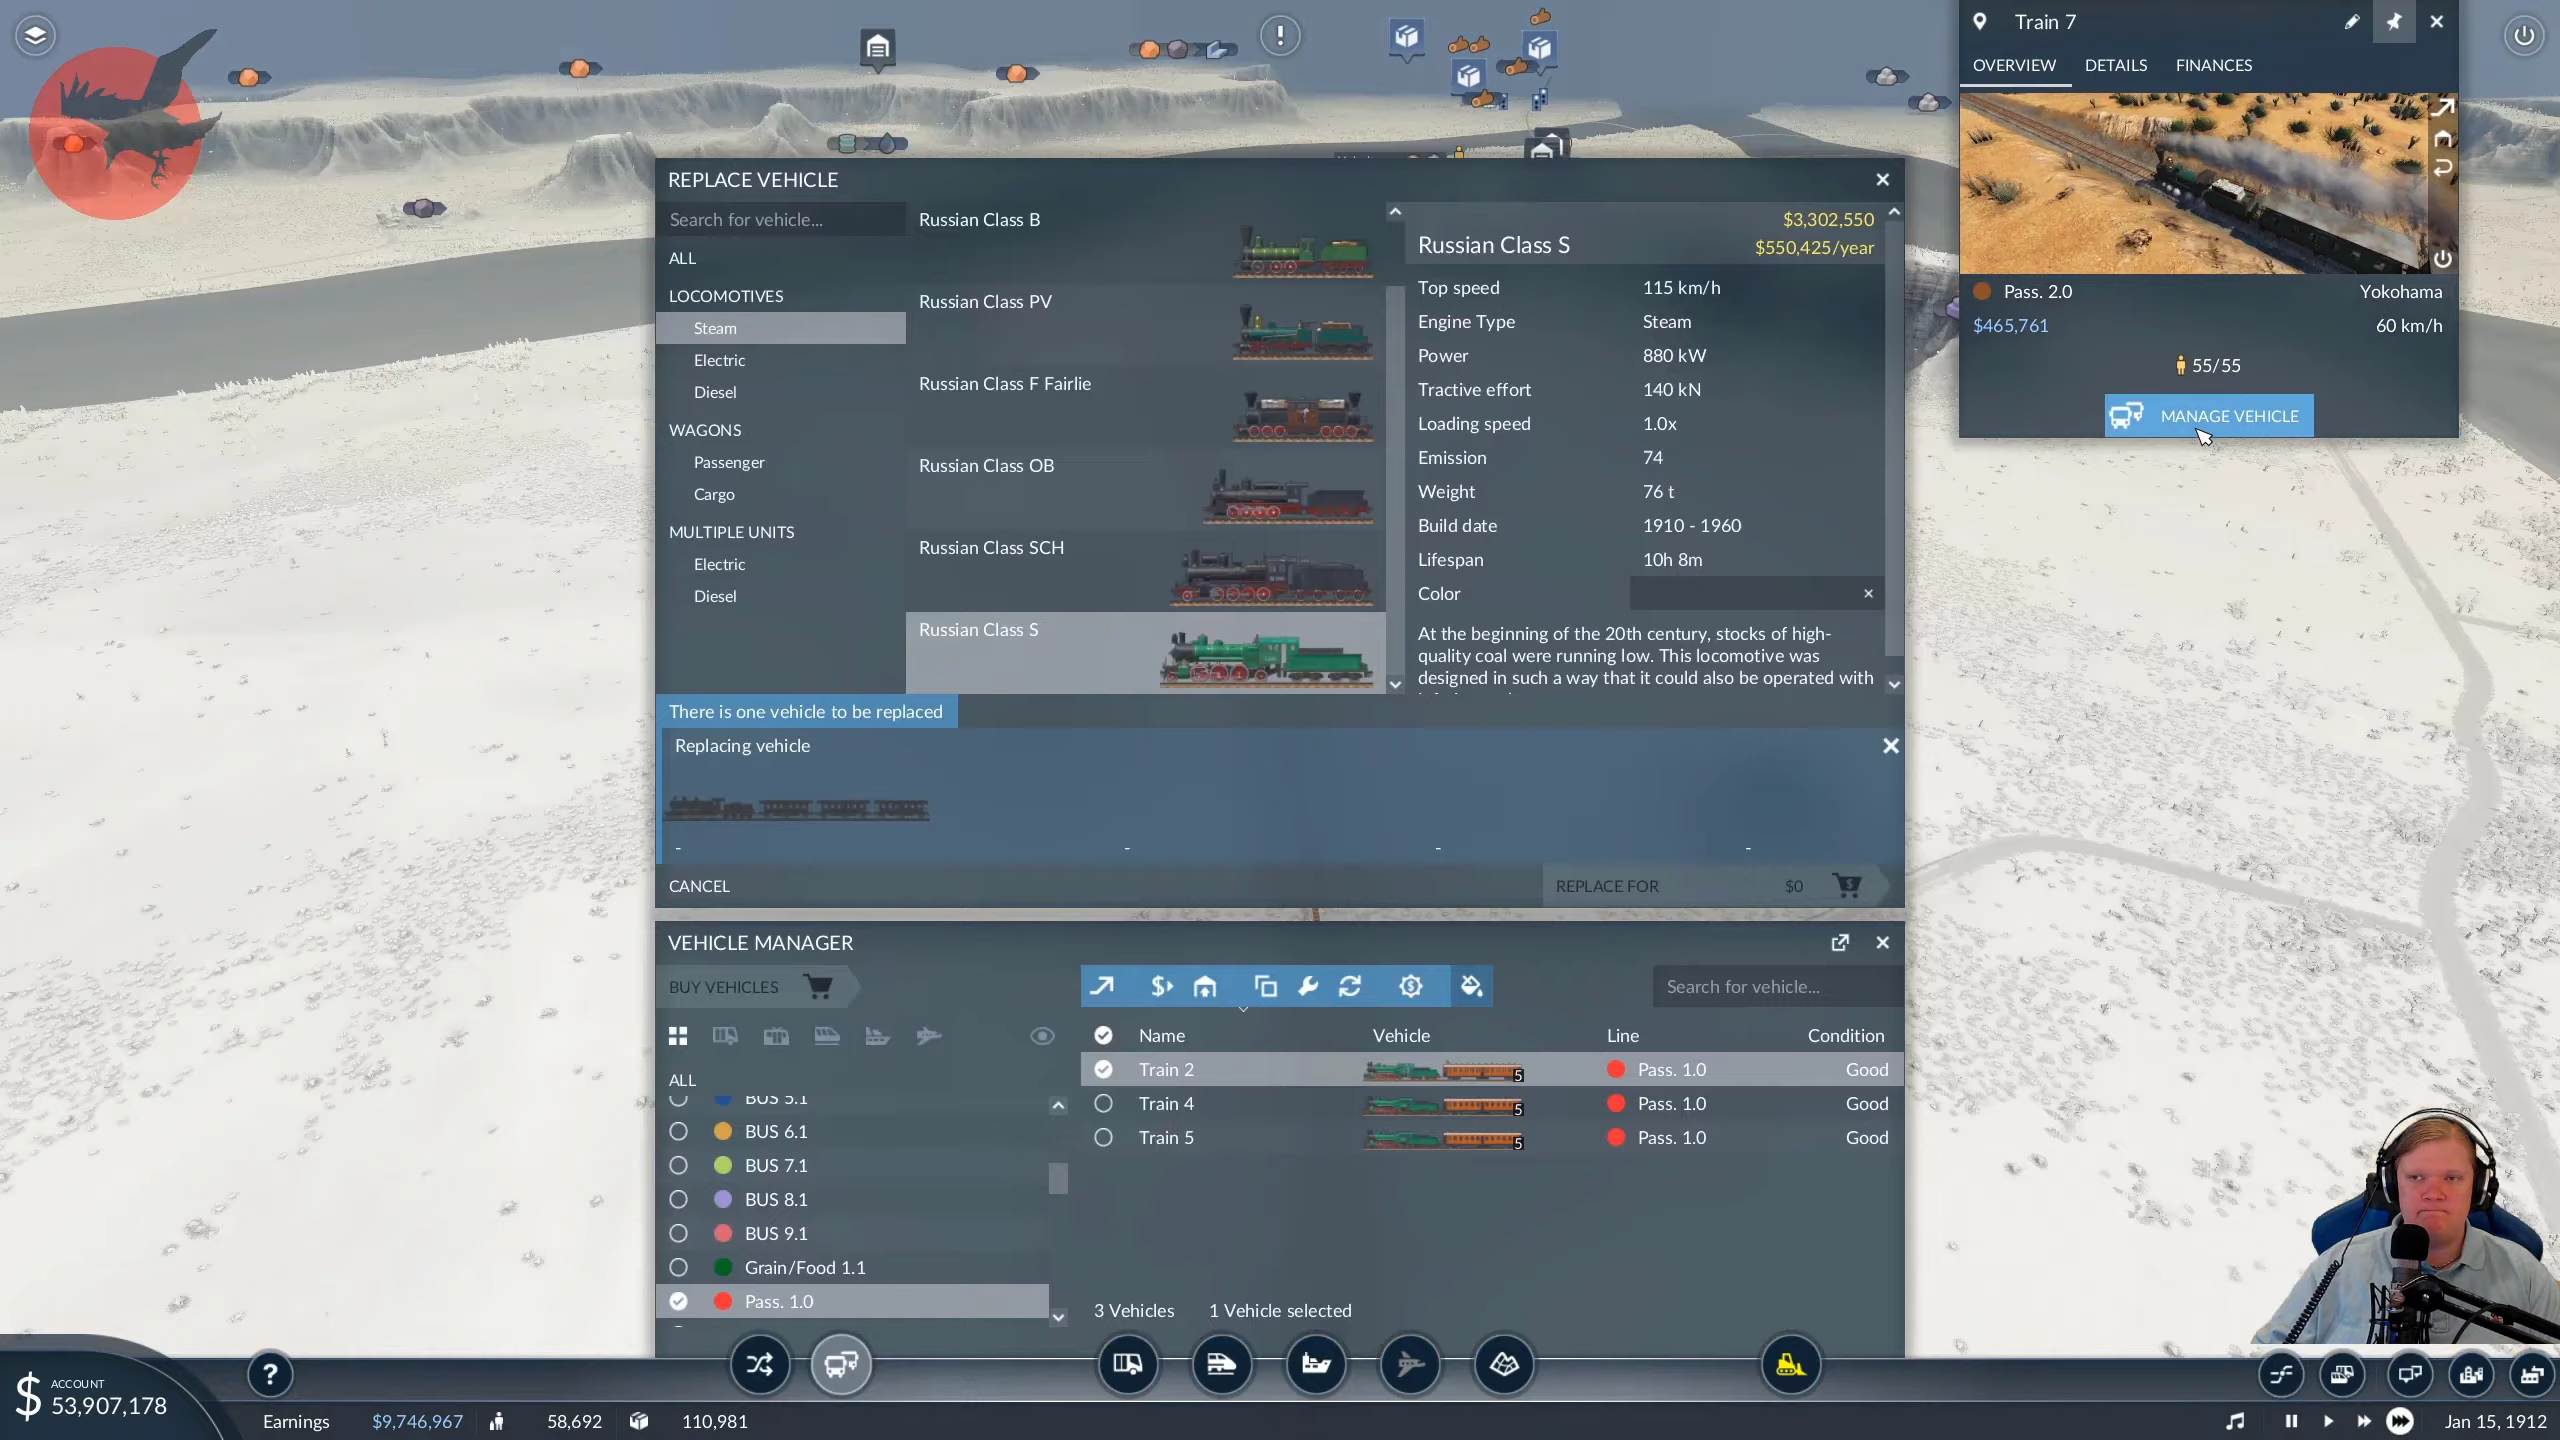 Train 7
OVERVIEW DETAILS FINANCES
Pass. 2.0 Yokohama
$465,761 60 km/h
55/55
MANAGE VEHICLE
REPLACE VEHICLE
Search for vehicle...
ALL
LOCOMOTIVES
Steam
Electric
Diesel
WAGONS
Passenger
Cargo
MULTIPLE UNITS
Electric
Diesel
Russian Class B
Russian Class PV
Russian Class F Fairlie
Russian Class OB
Russian Class SCH
Russian Class S
$3,302,550
Russian Class S $550,425/year
Top speed 115 km/h
Engine Type Steam
Power 880 kW
Tractive effort 140 kN
Loading speed 1.0x
Emission 74
Weight 76 t
Build date 1910 - 1960
Lifespan 10h 8m
Color
At the beginning of the 20th century, stocks of high-
quality coal were running low. This locomotive was
designed in such a way that it could also be operated with
There is one vehicle to be replaced
Replacing vehicle
- - - -
CANCEL REPLACE FOR $0
VEHICLE MANAGER
BUY VEHICLES
Search for vehicle...
ALL
BUS 5.1
BUS 6.1
BUS 7.1
BUS 8.1
BUS 9.1
Grain/Food 1.1
Pass. 1.0
Name Vehicle Line Condition
Train 2 5 Pass. 1.0 Good
Train 4 5 Pass. 1.0 Good
Train 5 5 Pass. 1.0 Good
3 Vehicles 1 Vehicle selected
$ ACCOUNT
53,907,178
?
Earnings $9,746,967 58,692 110,981
Jan 15, 1912